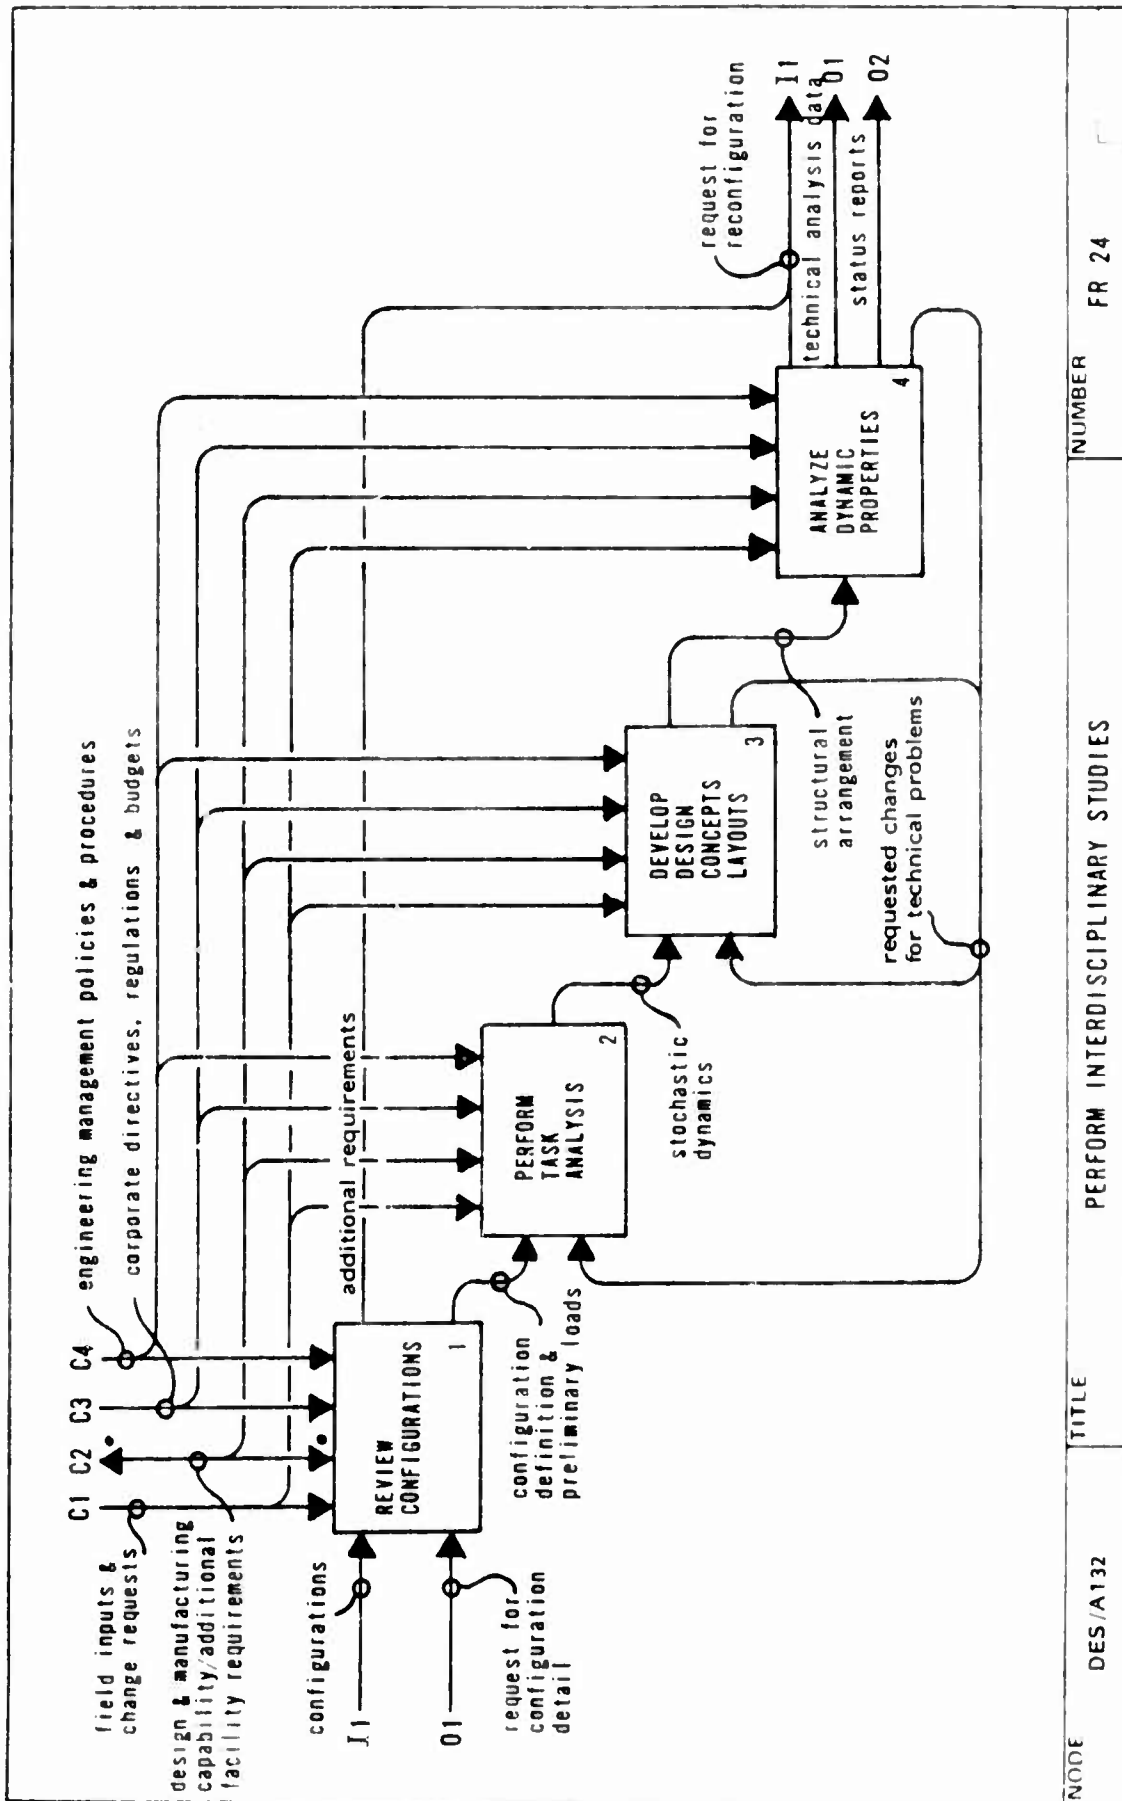 C1
C2
C3
C4
engineering management policies & procedures
corporate directives, regulations & budgets
field inputs &
change requests
design & manufacturing
capability/additional
facility requirements
configurations
I1
O1
request for
configuration
detail
REVIEW
CONFIGURATIONS
1
additional requirements
configuration
definition &
preliminary loads
PERFORM
TASK
ANALYSIS
2
stochastic
dynamics
DEVELOP
DESIGN
CONCEPTS
LAYOUTS
3
structural
arrangement
requested changes
for technical problems
ANALYZE
DYNAMIC
PROPERTIES
4
request for
reconfiguration
I1
technical analysis data
O1
status reports
O2
NODE
DES/A132
TITLE
PERFORM INTERDISCIPLINARY STUDIES
NUMBER
FR 24